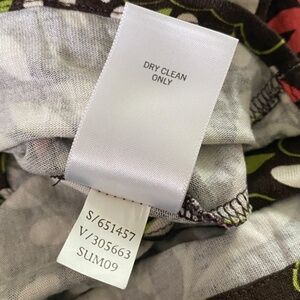 DRY CLEAN
ONLY
S/651457
V/305663
SUM09